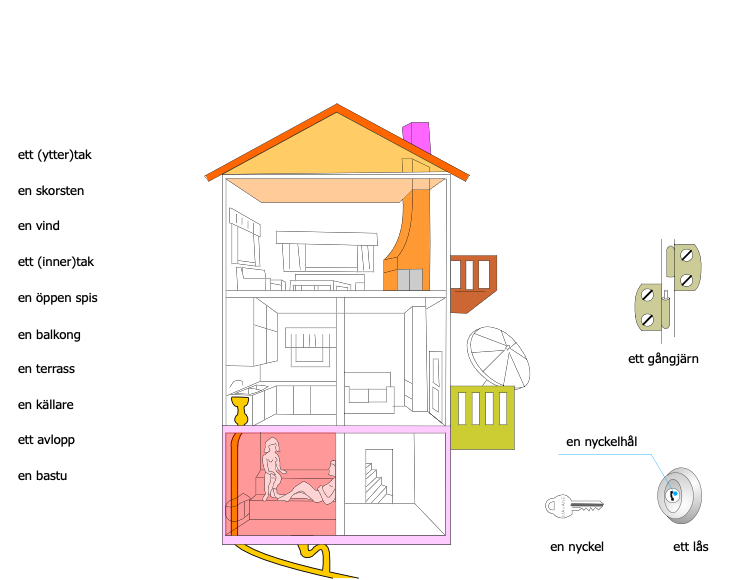 ett (ytter)tak
en skorsten
en vind
ett (inner)tak
en öppen spis
en balkong
en terrass
en källare
ett avlopp
en bastu
ett gångjärn
en nyckelhål
en nyckel
ett lås